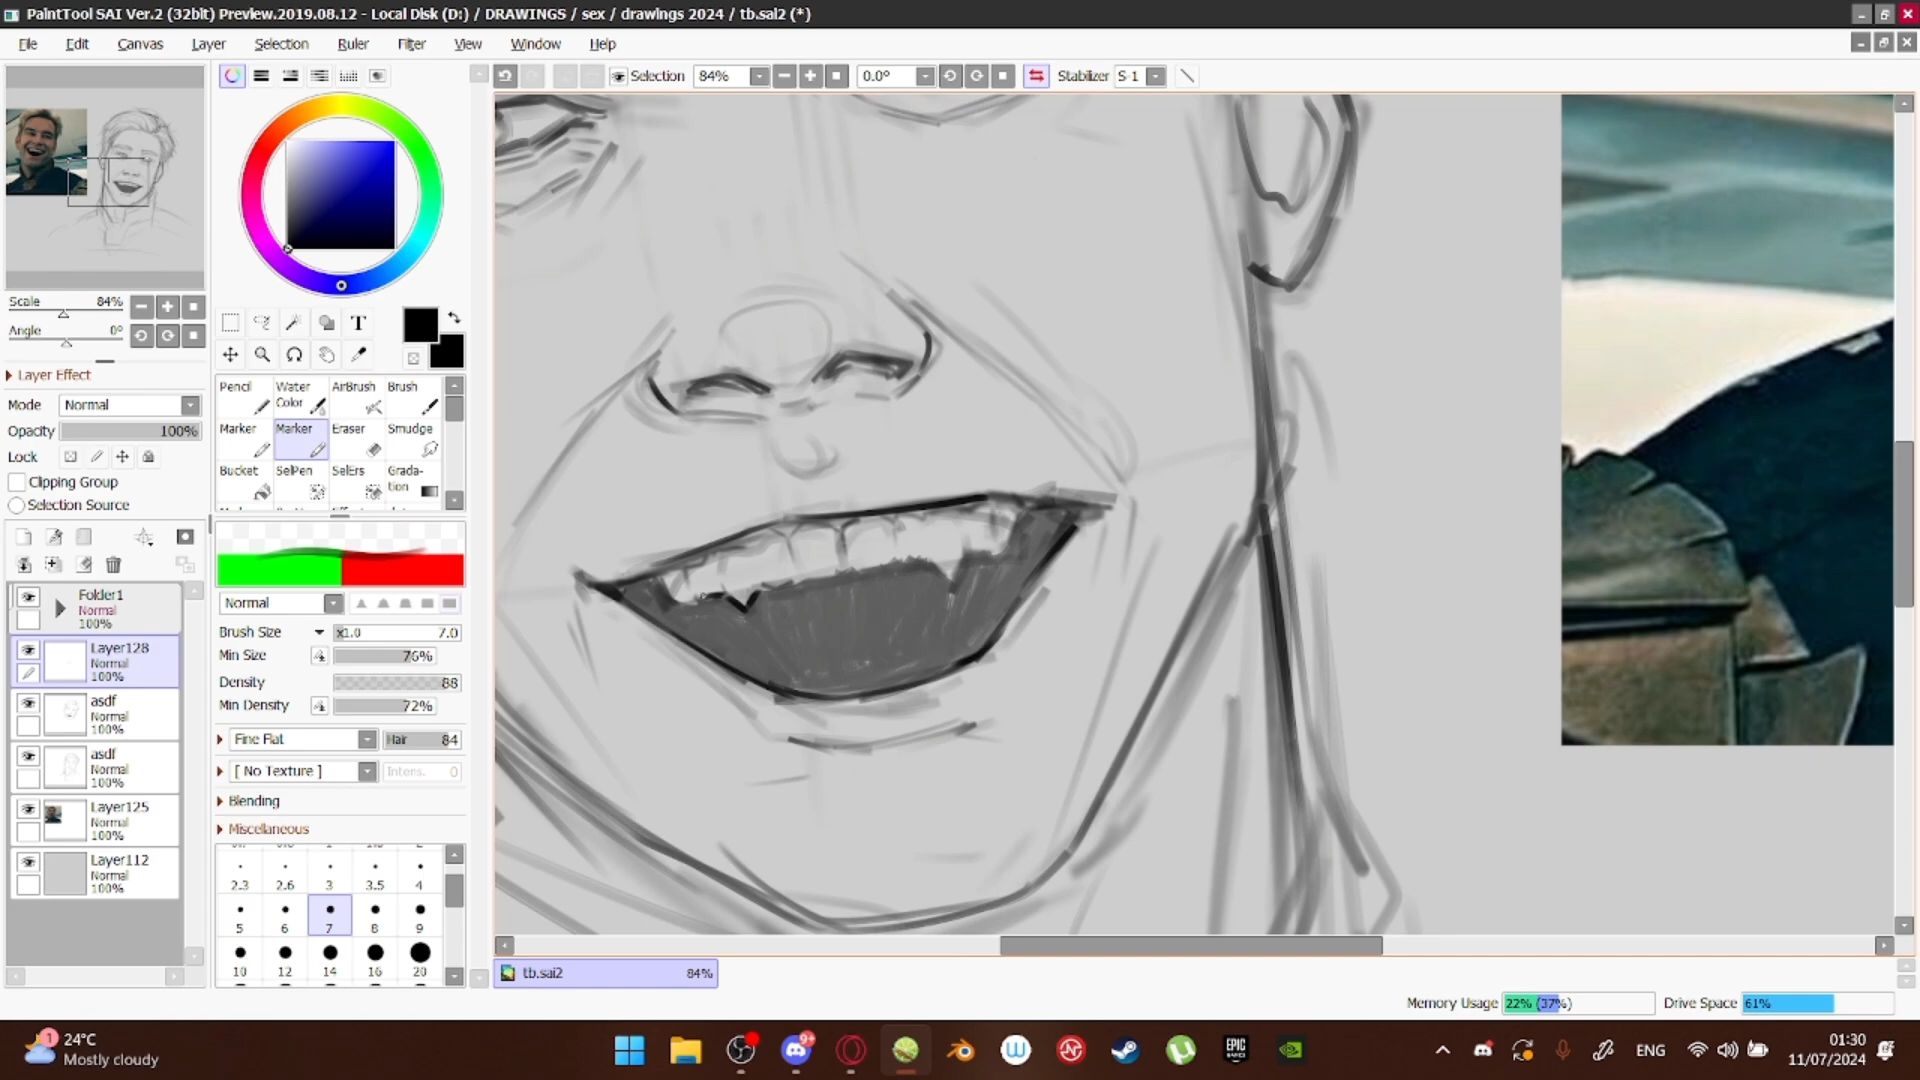 PaintTool SAI Ver.2 (32bit) Preview.2019.08.12 - Local Disk (D:) / DRAWINGS / sex / drawings 2024 / tb.sai2 (*)
File Edit Canvas Layer Selection Ruler Filter View Window Help
Selection 84% 0.0° Stabilizer S-1
Scale 84%
Angle 0°
Layer Effect
Mode Normal
Opacity 100%
Lock
Clipping Group
Selection Source
Folder1
Normal
100%
Layer128
Normal
100%
asdf
Normal
100%
asdf
Normal
100%
Layer125
Normal
100%
Layer112
Normal
100%
T
Pencil Water Color AirBrush Brush
Marker Marker Eraser Smudge
Bucket SelPen SelErs Grada-tion
Normal
Brush Size x1.0 7.0
Min Size 76%
Density 88
Min Density 72%
Fine Flat Hair 84
[ No Texture ] Intens. 0
Blending
Miscellaneous
2.3 2.6 3 3.5 4
5 6 7 8 9
10 12 14 16 20
tb.sai2 84%
Memory Usage 22% (37%) Drive Space 61%
1 24°C
Mostly cloudy
9+
W
EPIC GAMES
ENG
01:30
11/07/2024